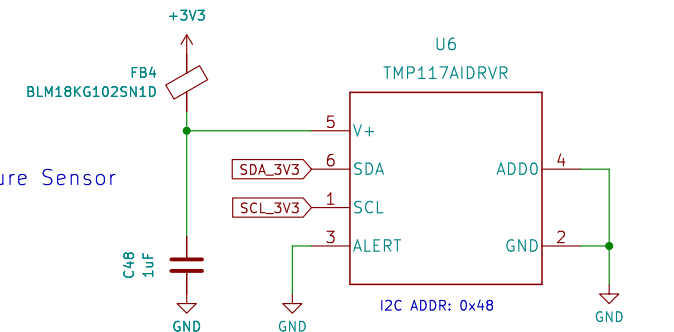 +3V3
U6
TMP117AIDRVR
FB4
BLM18KG102SN1D
5
V+
6
SDA_3V3
SDA
4
ADD0
ure Sensor
1
SCL_3V3
SCL
3
ALERT
2
GND
C48
1uF
I2C ADDR: 0x48
GND
GND
GND